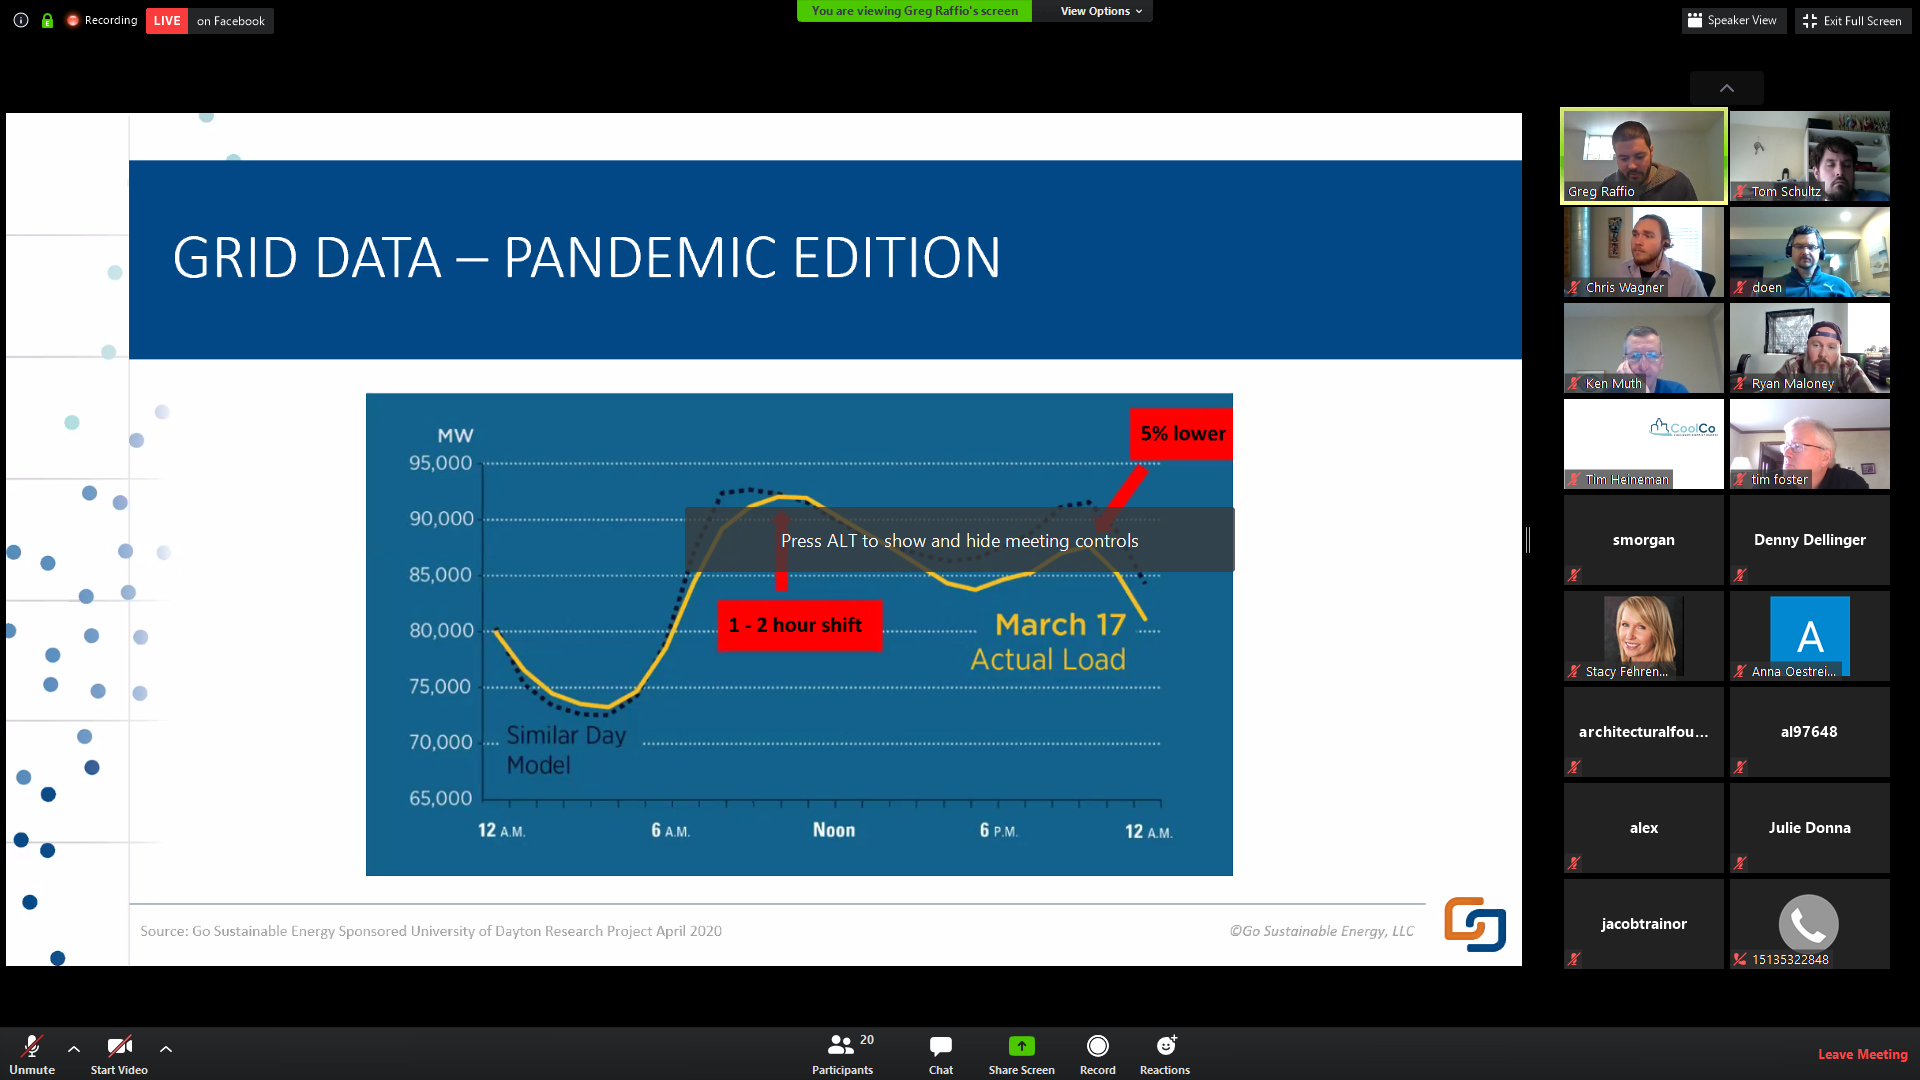 Recording
LIVE
on Facebook
You are viewing Greg Raffio's screen
View Options
Speaker View
Exit Full Screen
GRID DATA – PANDEMIC EDITION
MW
95,000
90,000
85,000
80,000
75,000
70,000
65,000
5% lower
Press ALT to show and hide meeting controls
1 - 2 hour shift
March 17
Actual Load
Similar Day
Model
12 A.M.
6 A.M.
Noon
6 P.M.
12 A.M.
Source: Go Sustainable Energy Sponsored University of Dayton Research Project April 2020
©Go Sustainable Energy, LLC
Greg Raffio
Tom Schultz
Chris Wagner
doen
Ken Muth
Ryan Maloney
CoolCo
Tim Heineman
tim foster
smorgan
Denny Dellinger
Stacy Fehren...
A
Anna Oestrei...
architecturalfou...
al97648
alex
Julie Donna
jacobtrainor
15135322848
Unmute
Start Video
Participants
20
Chat
Share Screen
Record
Reactions
Leave Meeting